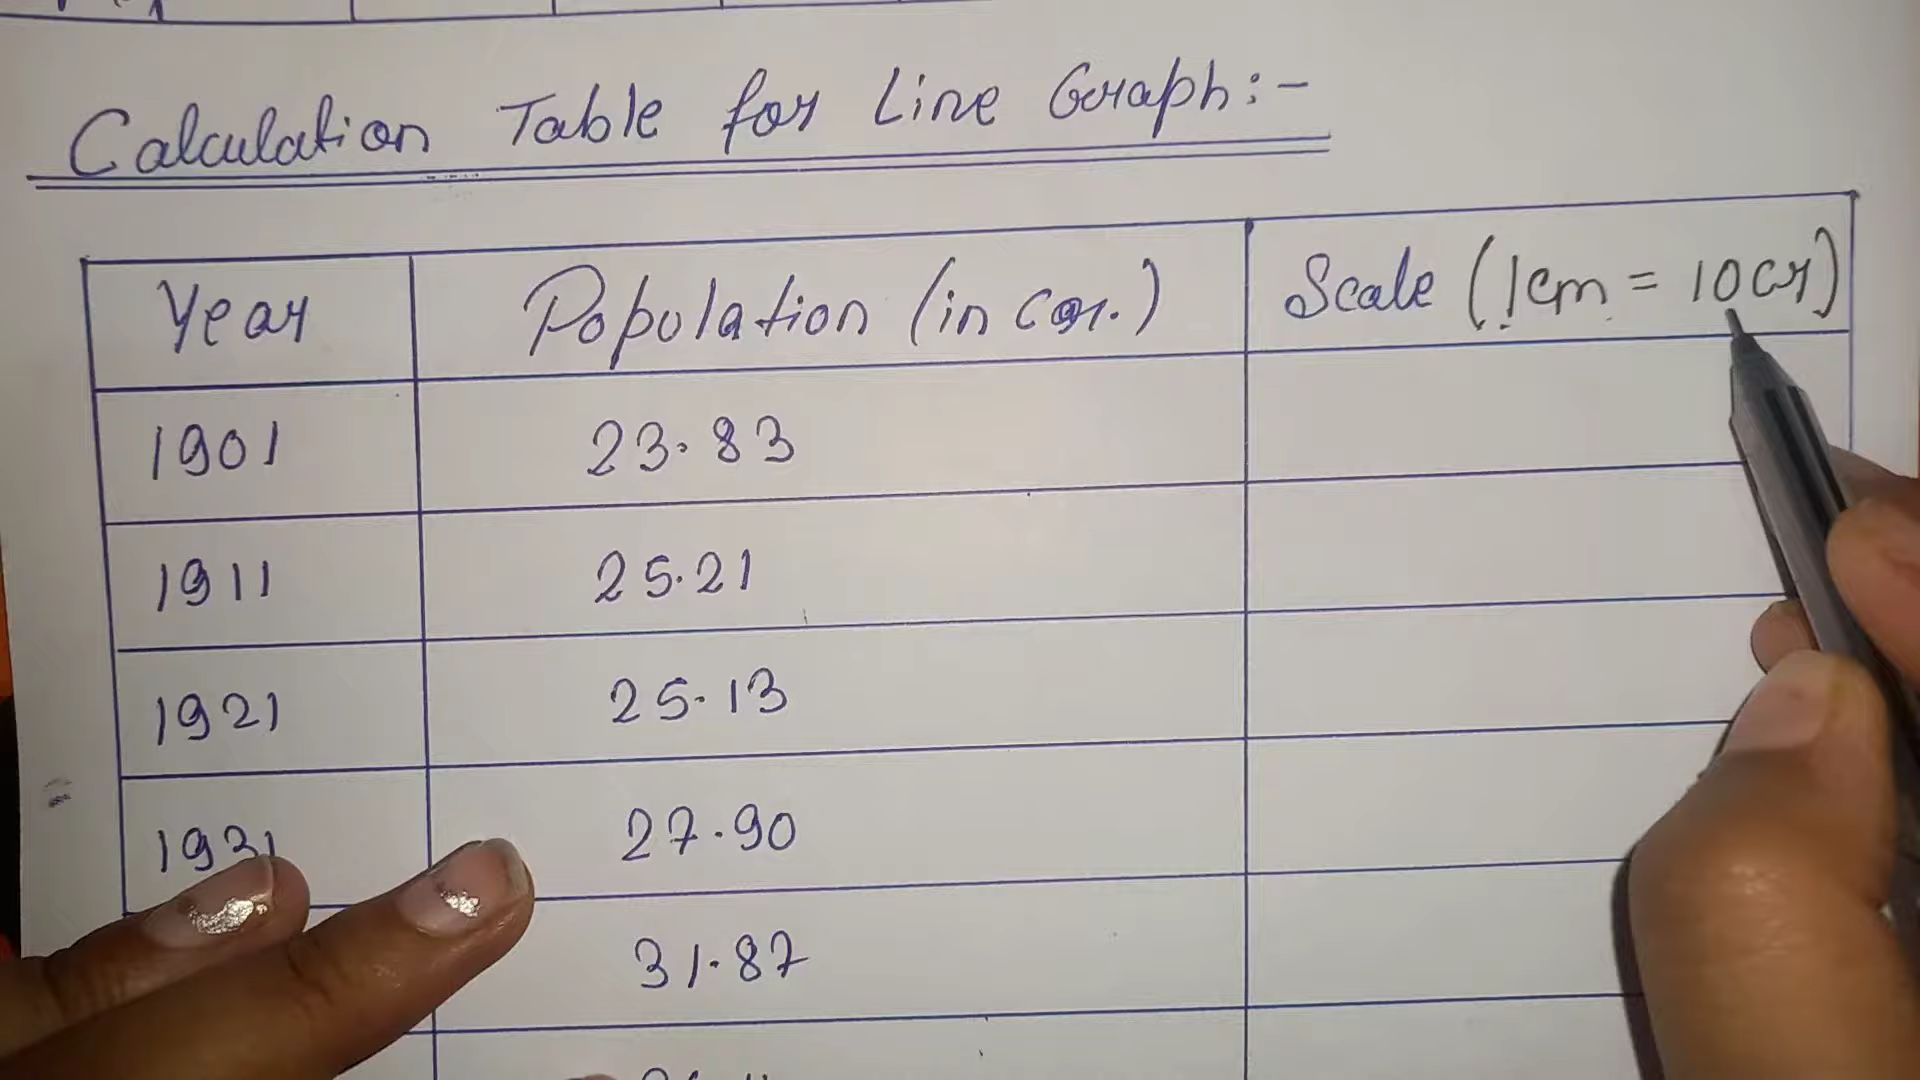 Calculation Table for Line Graph:-
Year Population (in cor.) Scale (1cm = 10cr)
1901 23.83
1911 25.21
1921 25.13
1931 27.90
31.87